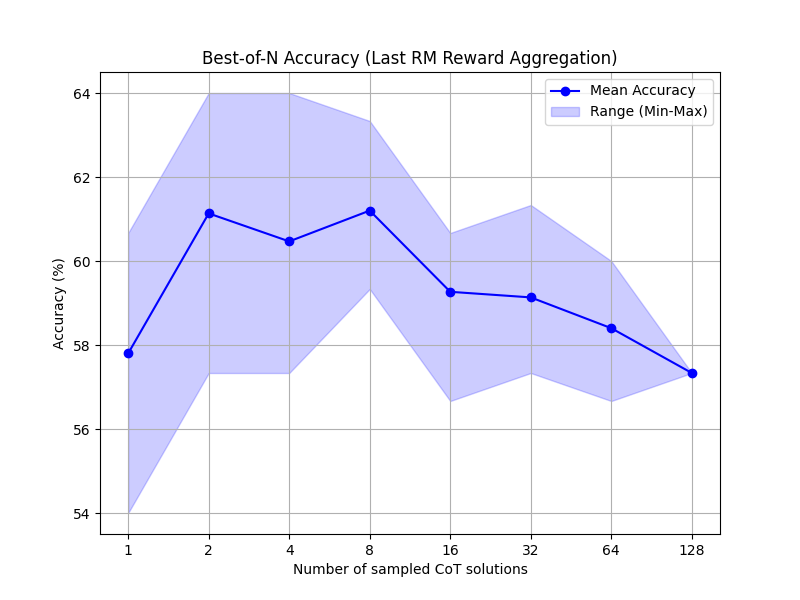 Best-of-N Accuracy (Last RM Reward Aggregation)
Mean Accuracy
Range (Min-Max)
Accuracy (%)
64
62
60
58
56
54
1 2 4 8 16 32 64 128
Number of sampled CoT solutions